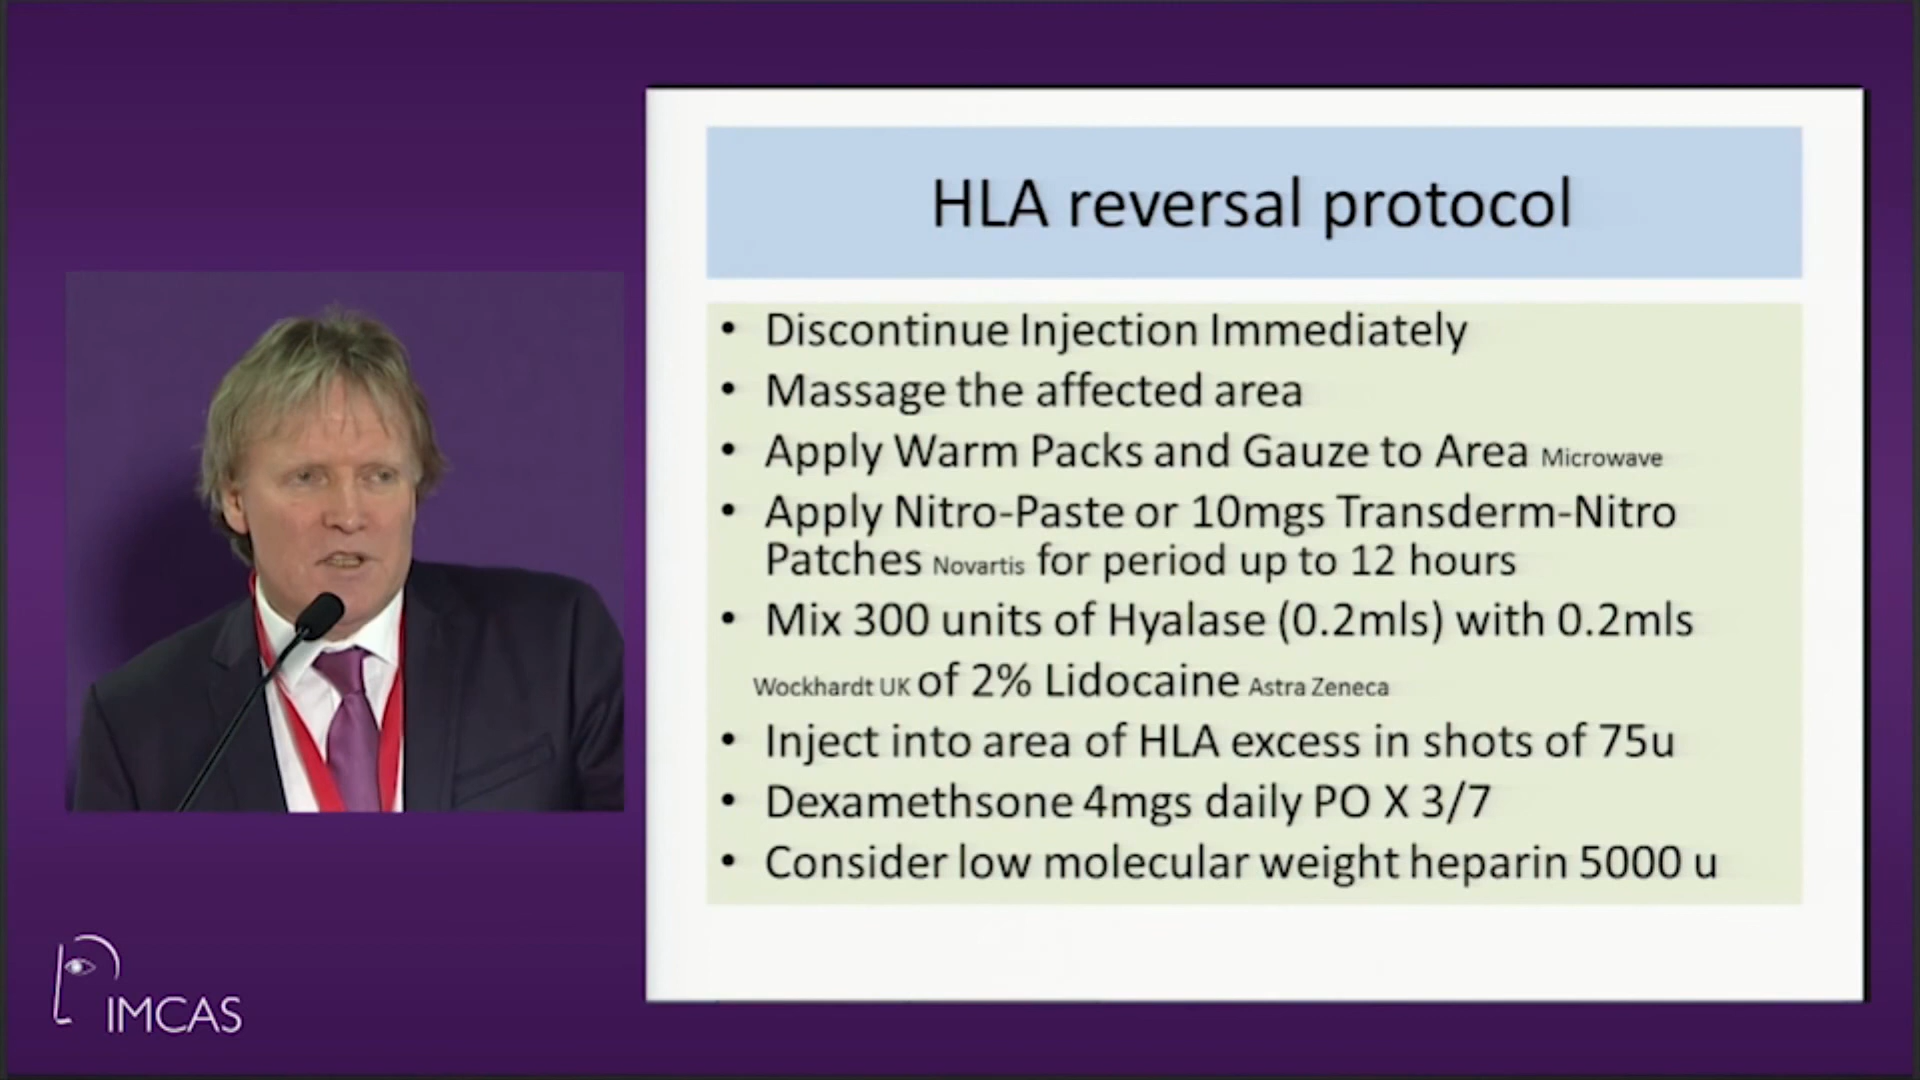 HLA reversal protocol
• Discontinue Injection Immediately
• Massage the affected area
• Apply Warm Packs and Gauze to Area Microwave
• Apply Nitro-Paste or 10mgs Transderm-Nitro
Patches Novartis for period up to 12 hours
• Mix 300 units of Hyalase (0.2mls) with 0.2mls
Wockhardt UK of 2% Lidocaine Astra Zeneca
• Inject into area of HLA excess in shots of 75u
• Dexamethsone 4mgs daily PO X 3/7
• Consider low molecular weight heparin 5000 u
IMCAS